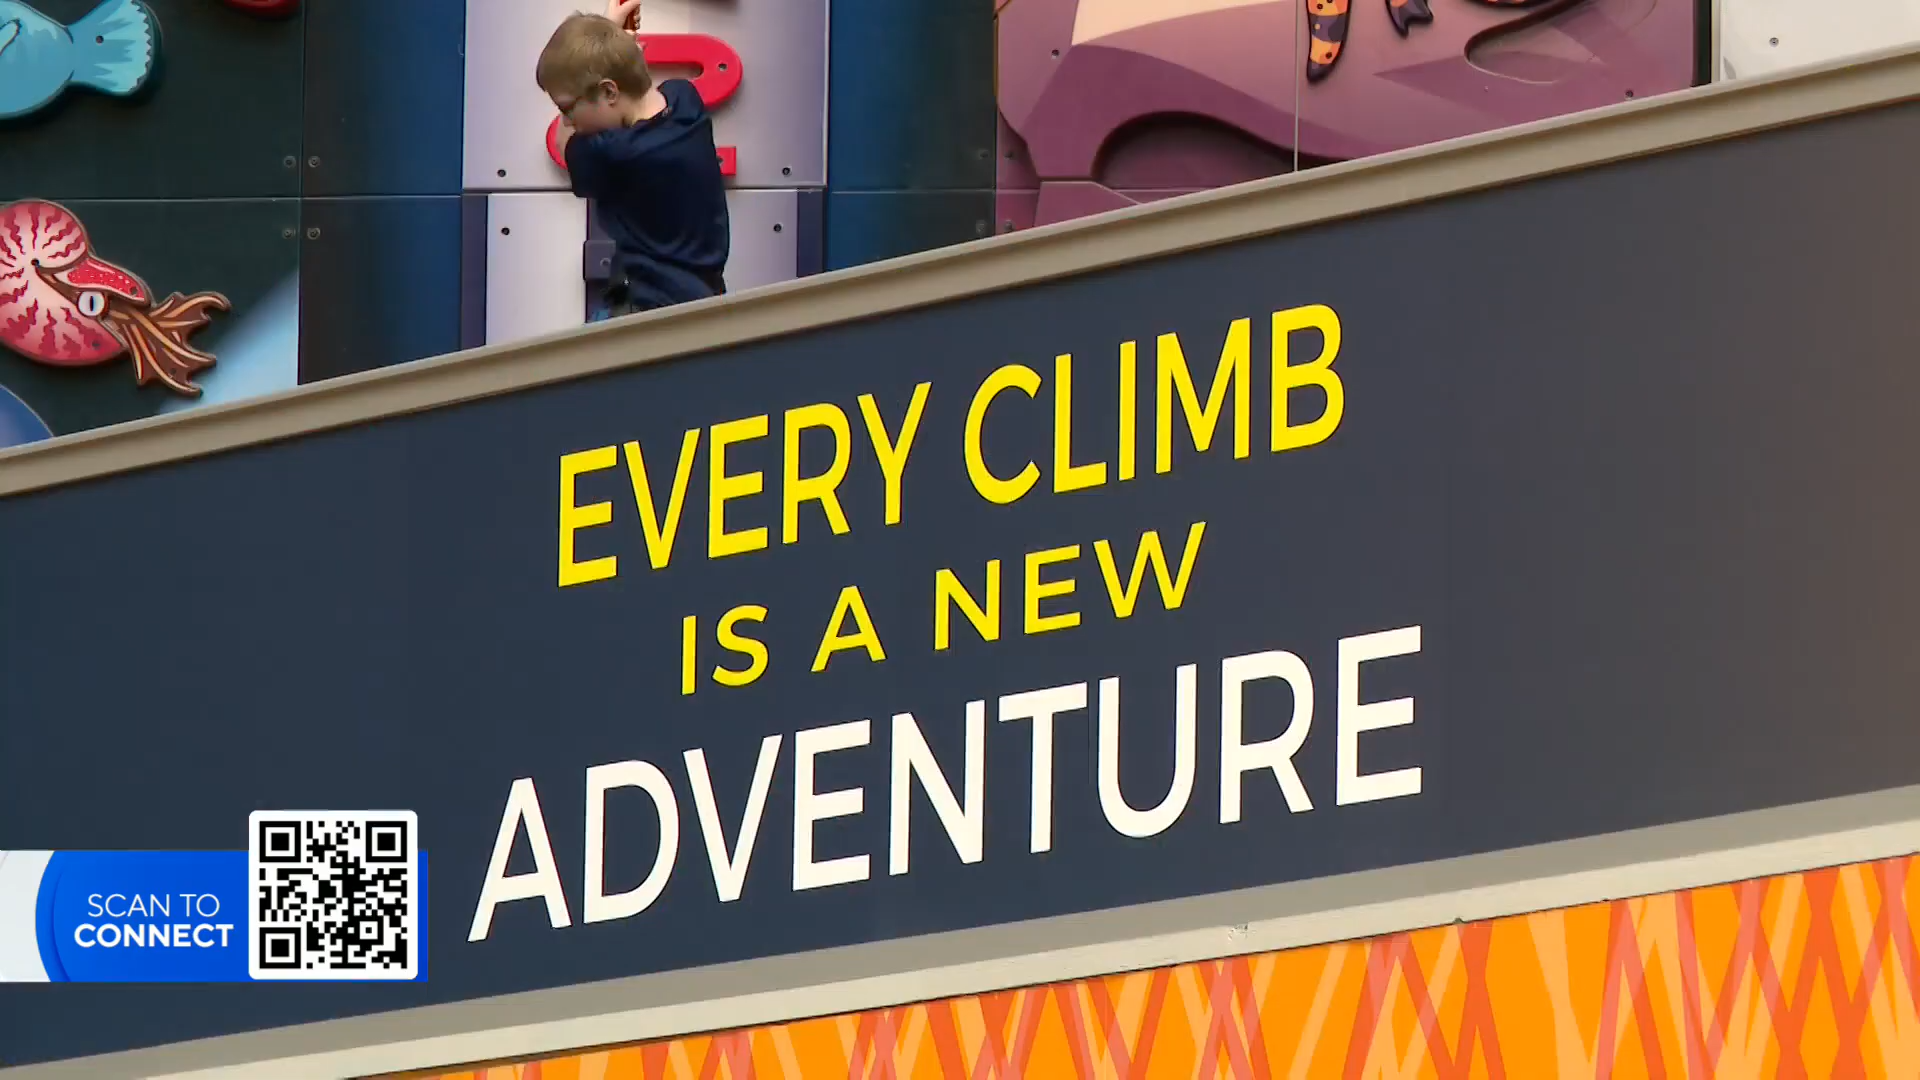 EVERY CLIMB
IS A NEW
ADVENTURE
SCAN TO
CONNECT